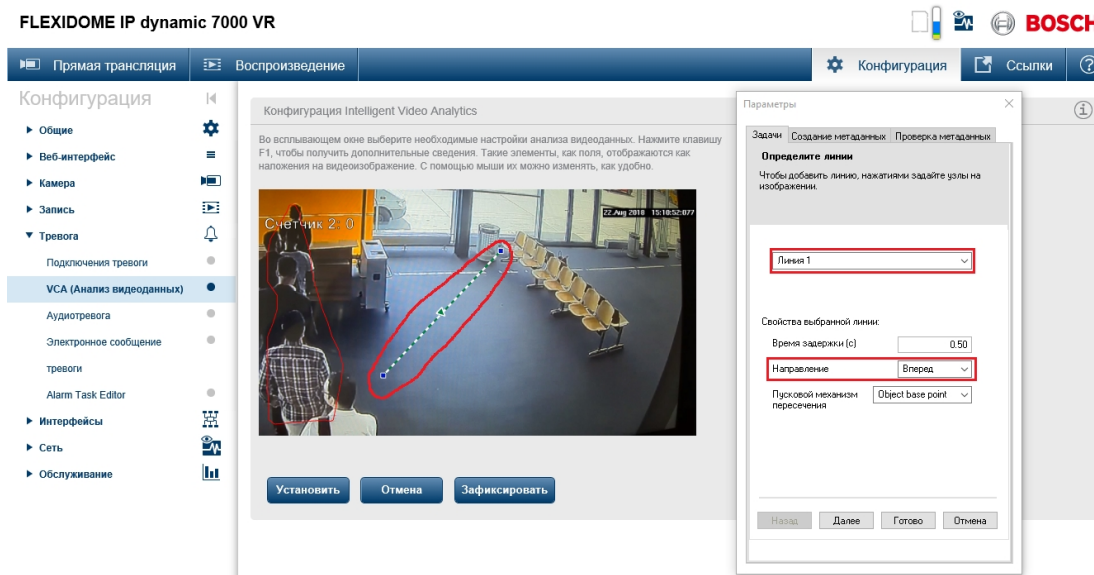 FLEXIDOME IP dynamic 7000 VR
BOSCH
Прямая трансляция
Воспроизведение
Конфигурация
Ссылки
Конфигурация
Общие
Веб-интерфейс
Камера
Запись
Тревога
Подключения тревоги
VCA (Анализ видеоданных)
Аудиотревога
Электронное сообщение
тревоги
Alarm Task Editor
Интерфейсы
Сеть
Обслуживание
Конфигурация Intelligent Video Analytics
Во всплывающем окне выберите необходимые настройки анализа видеоданных. Нажмите клавишу
F1, чтобы получить дополнительные сведения. Такие элементы, как поля, отображаются как
наложения на видеоизображение. С помощью мыши их можно изменять, как удобно.
22.Aug 2018 15:10:52:077
Счетчик 2: 0
Установить
Отмена
Зафиксировать
Параметры
Задачи
Создание метаданных
Проверка метаданных
Определите линии
Чтобы добавить линию, нажатиями задайте узлы на
изображении.
Линия 1
Свойства выбранной линии:
Время задержки (с)
0.50
Направление
Вперед
Пусковой механизм
пересечения
Object base point
Назад
Далее
Готово
Отмена